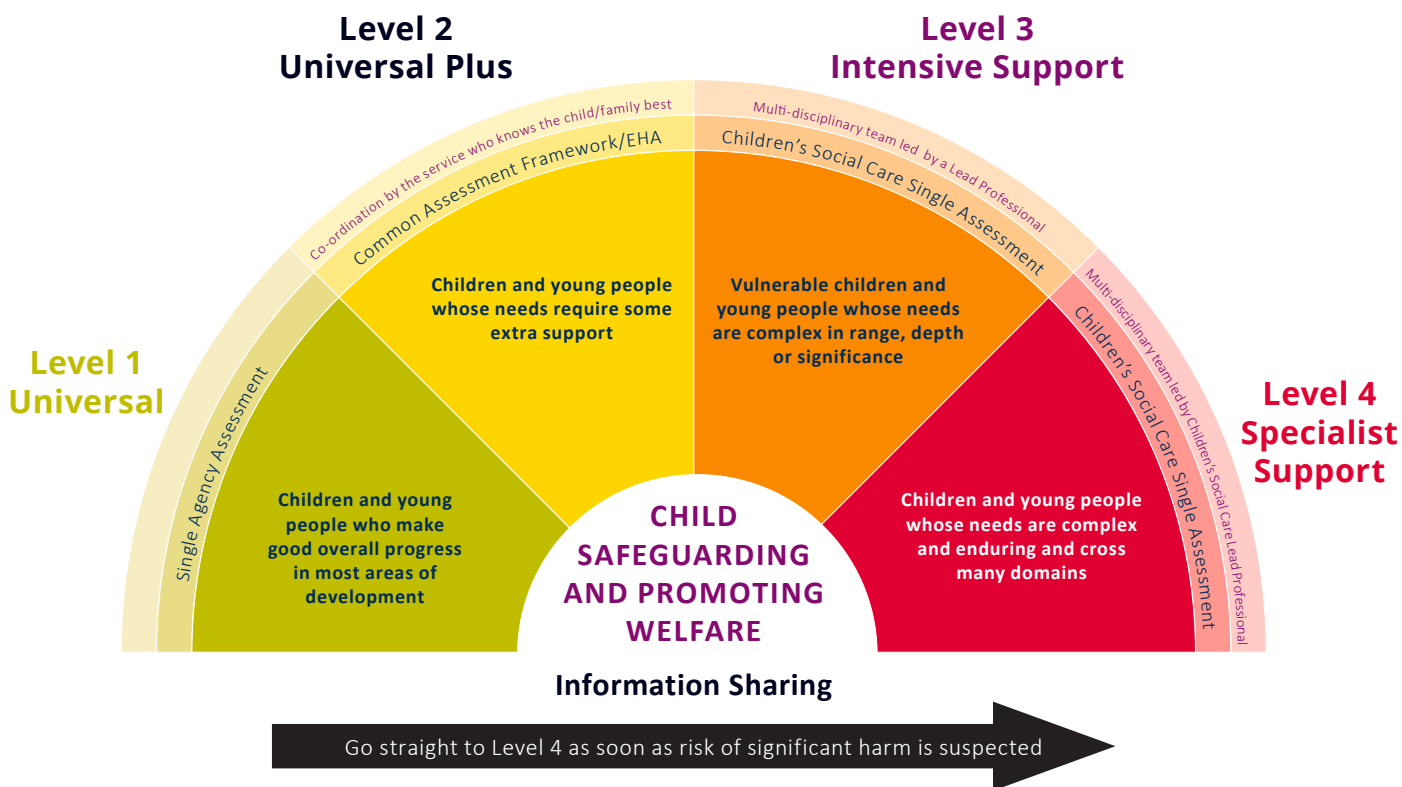 Level 2
Universal Plus
Level 3
Intensive Support
Co-ordination by the service who knows the child/family best
Multi-disciplinary team led by a Lead Professional
Common Assessment Framework/EHA
Children's Social Care Single Assessment
Children and young people
whose needs require some
extra support
Vulnerable children and
young people whose needs
are complex in range, depth
or significance
Level 1
Universal
Single Agency Assessment
Children and young
people who make
good overall progress
in most areas of
development
Level 4
Specialist
Support
Multi-disciplinary team led by Children's Social Care Lead Professional
Children's Social Care Single Assessment
Children and young people
whose needs are complex
and enduring and cross
many domains
CHILD
SAFEGUARDING
AND PROMOTING
WELFARE
Information Sharing
Go straight to Level 4 as soon as risk of significant harm is suspected